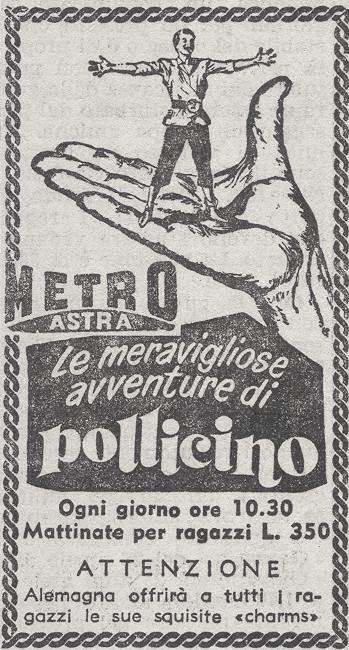 METRO
ASTRA
Le meravigliose
avventure di
pollicino
Ogni giorno ore 10.30
Mattinate per ragazzi L. 350
ATTENZIONE
Alemagna offrirà a tutti i ra-
gazzi le sue squisite «charms»